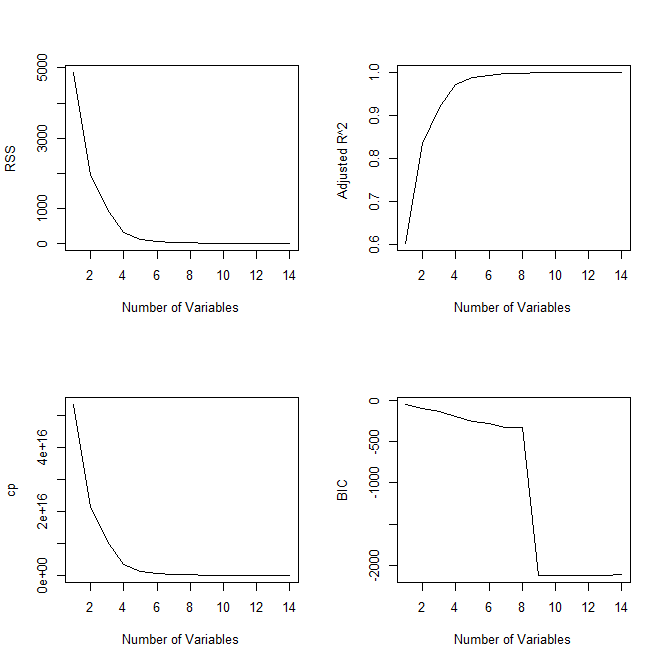 RSS
5000
3000
1000
0
2 4 6 8 10 12 14
Number of Variables
Adjusted R^2
1.0
0.9
0.8
0.7
0.6
2 4 6 8 10 12 14
Number of Variables
cp
4e+16
2e+16
0e+00
2 4 6 8 10 12 14
Number of Variables
BIC
0
-500
-1000
-2000
2 4 6 8 10 12 14
Number of Variables